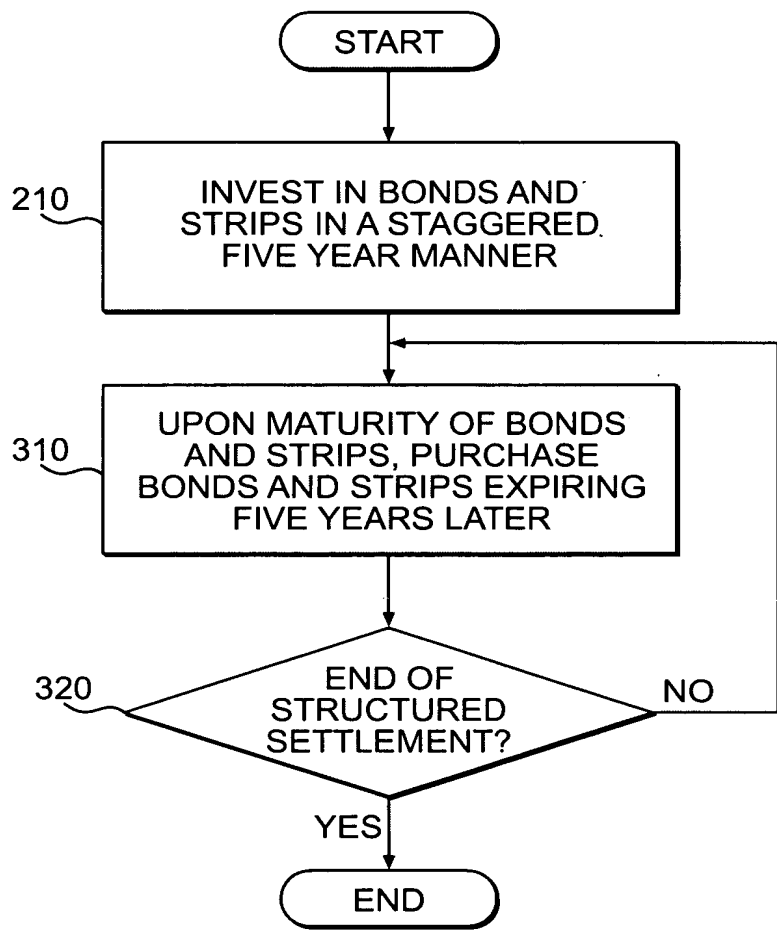 START
210
INVEST IN BONDS AND
STRIPS IN A STAGGERED
FIVE YEAR MANNER
310
UPON MATURITY OF BONDS
AND STRIPS, PURCHASE
BONDS AND STRIPS EXPIRING
FIVE YEARS LATER
320
END OF
STRUCTURED
SETTLEMENT?
NO
YES
END